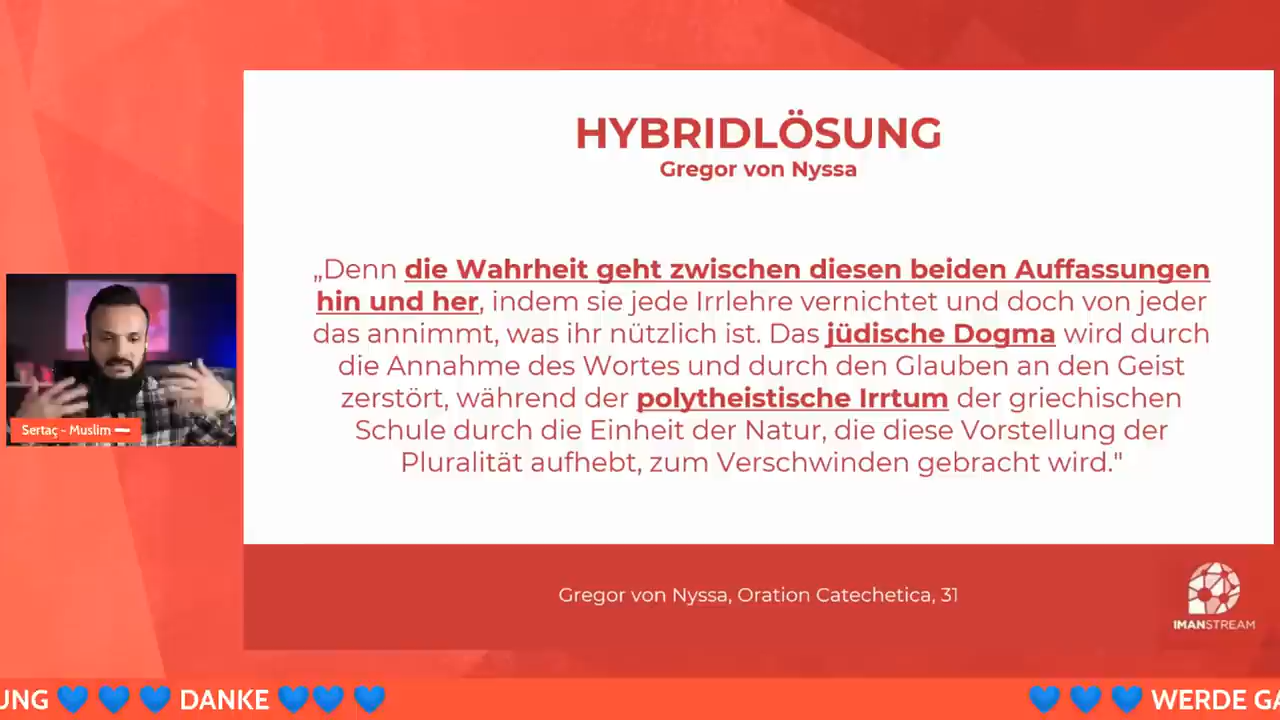 HYBRIDLÖSUNG
Gregor von Nyssa
„Denn die Wahrheit geht zwischen diesen beiden Auffassungen
hin und her, indem sie jede Irrlehre vernichtet und doch von jeder
das annimmt, was ihr nützlich ist. Das jüdische Dogma wird durch
die Annahme des Wortes und durch den Glauben an den Geist
zerstört, während der polytheistische Irrtum der griechischen
Schule durch die Einheit der Natur, die diese Vorstellung der
Pluralität aufhebt, zum Verschwinden gebracht wird."
Sertaç - Muslim
Gregor von Nyssa, Oration Catechetica, 31
IMANSTREAM
UNG 💙 💙 💙 DANKE 💙💙 💙
💙 💙 💙 WERDE GA